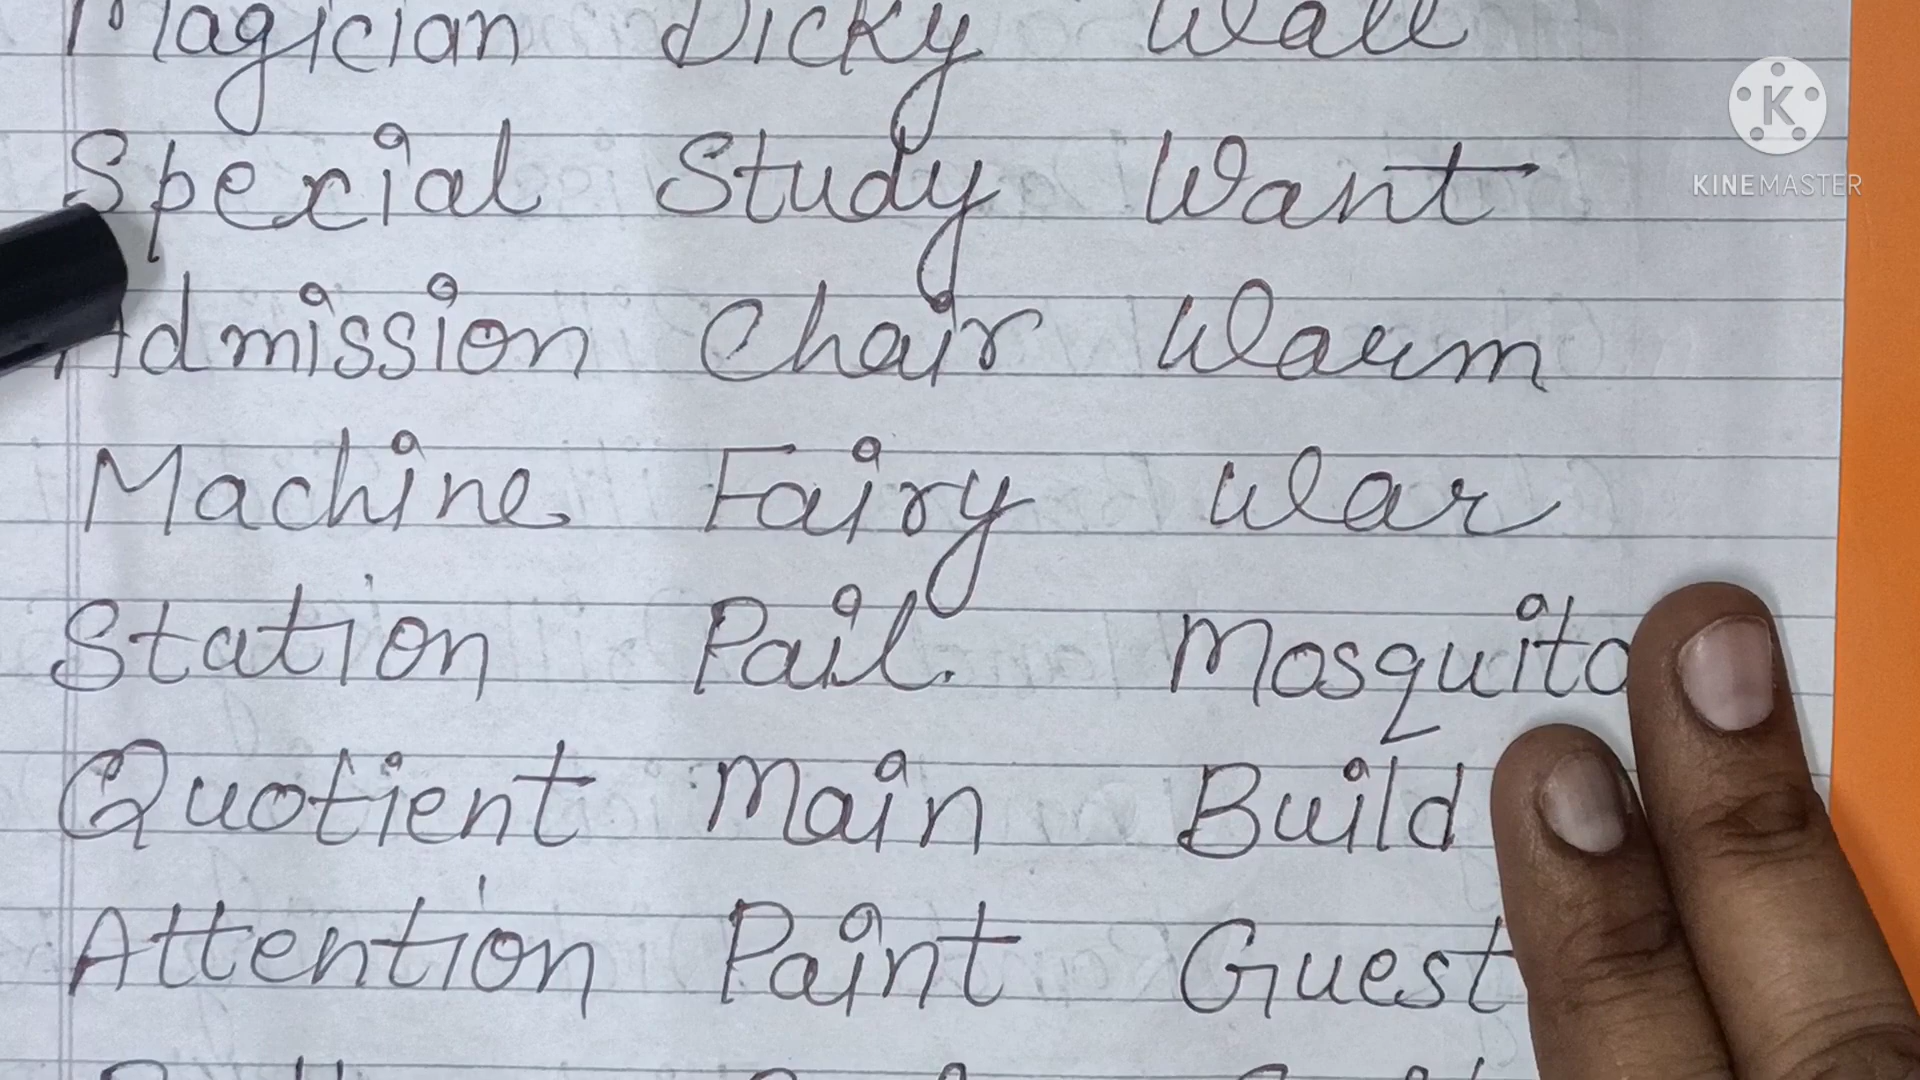 Magician Dicky Wall
Special Study Want
KINEMASTER
Admission Chair Warm
Machine Fairy War
Station Pail.
Mosquito
Quotient Main Build
Attention Paint Guest